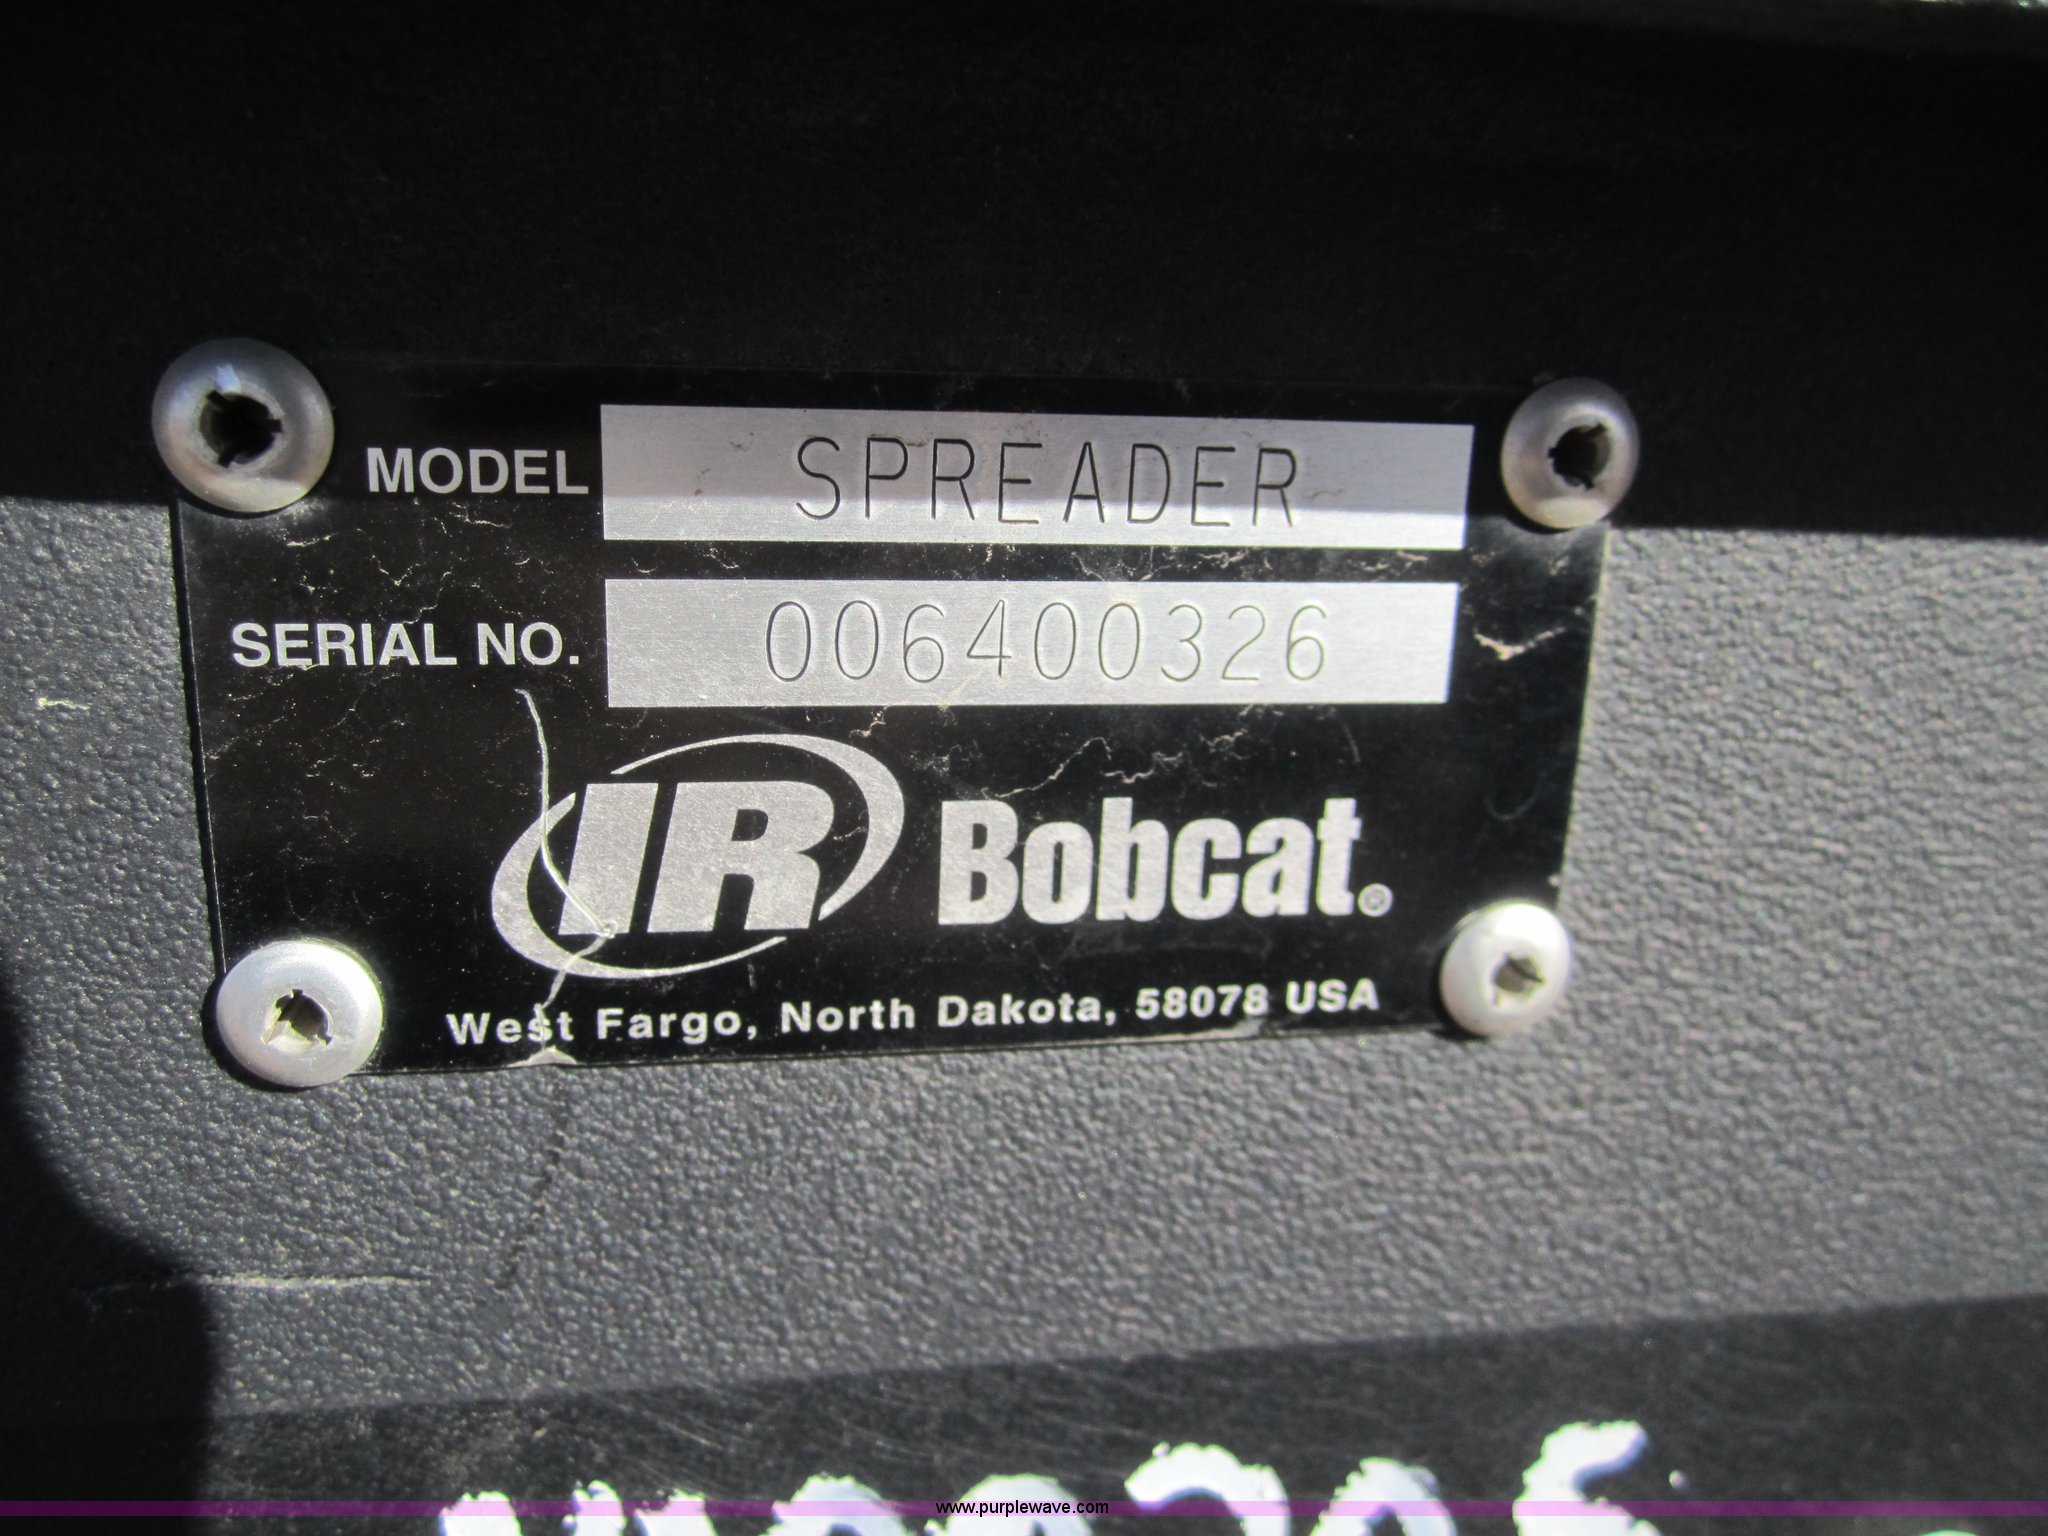 MODEL SPREADER
SERIAL NO. 006400326
IR Bobcat®
West Fargo, North Dakota, 58078 USA
www.purplewave.com